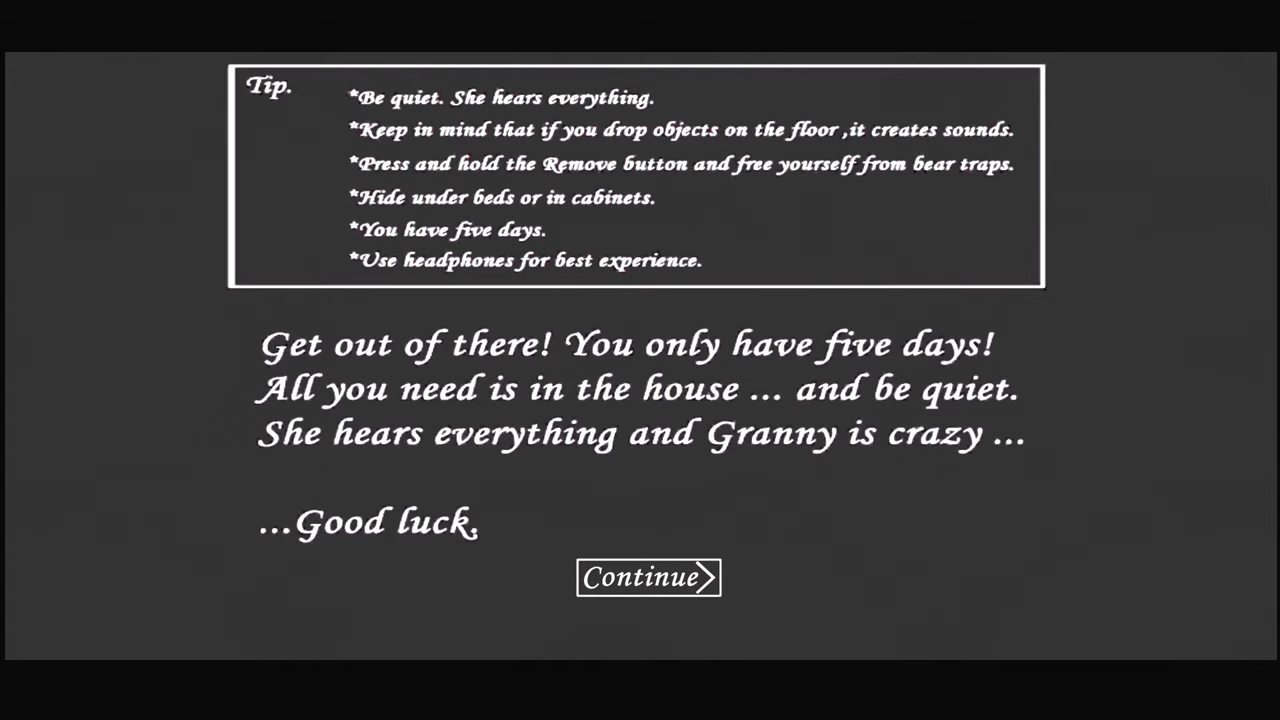 Tip.
*Be quiet. She hears everything.
*Keep in mind that if you drop objects on the floor ,it creates sounds.
*Press and hold the Remove button and free yourself from bear traps.
*Hide under beds or in cabinets.
*You have five days.
*Use headphones for best experience.
Get out of there! You only have five days!
All you need is in the house ... and be quiet.
She hears everything and Granny is crazy ...
...Good luck.
Continue